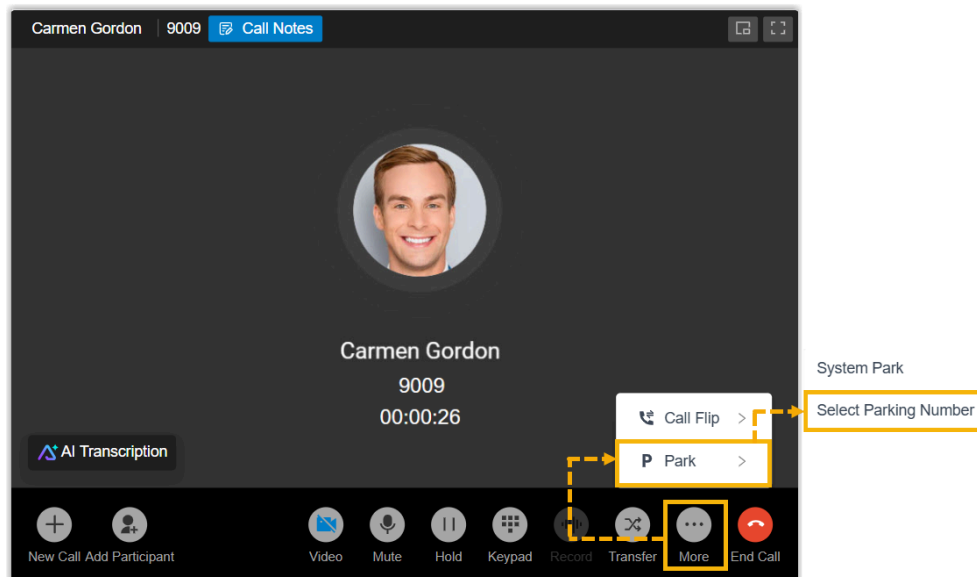 Carmen Gordon 9009 Call Notes
Carmen Gordon
9009
00:00:26
System Park
Call Flip >
Select Parking Number
AI Transcription
P Park >
New Call Add Participant Video Mute Hold Keypad Record Transfer More End Call